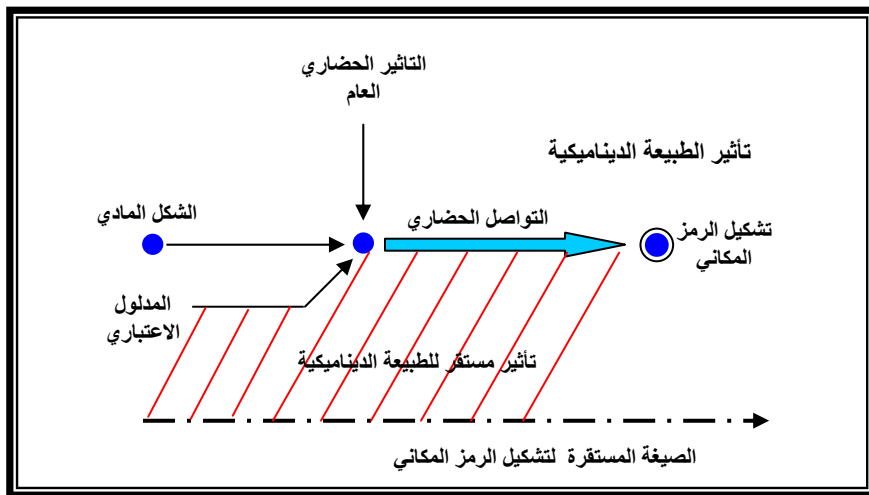 التاثير الحضاري
العام
تأثير الطبيعة الديناميكية
الشكل المادي
التواصل الحضاري
تشكيل الرمز
المكاني
المدلول
الاعتباري
تأثير مستقر للطبيعة الديناميكية
الصيغة المستقرة لتشكيل الرمز المكاني